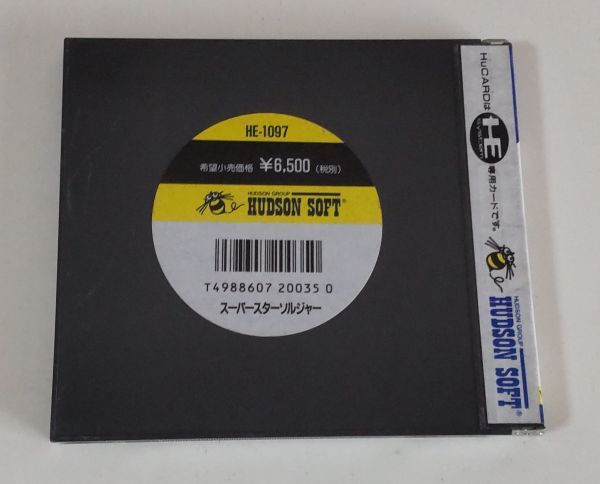 HE-1097
希望小売価格 ¥6,500 (税別)
HUDSON GROUP
HUDSON SOFT®
T4988607 20035 0
スーパースターソルジャー
HuCARDは
HE
専用カードです。
HUDSON GROUP
HUDSON SOFT®